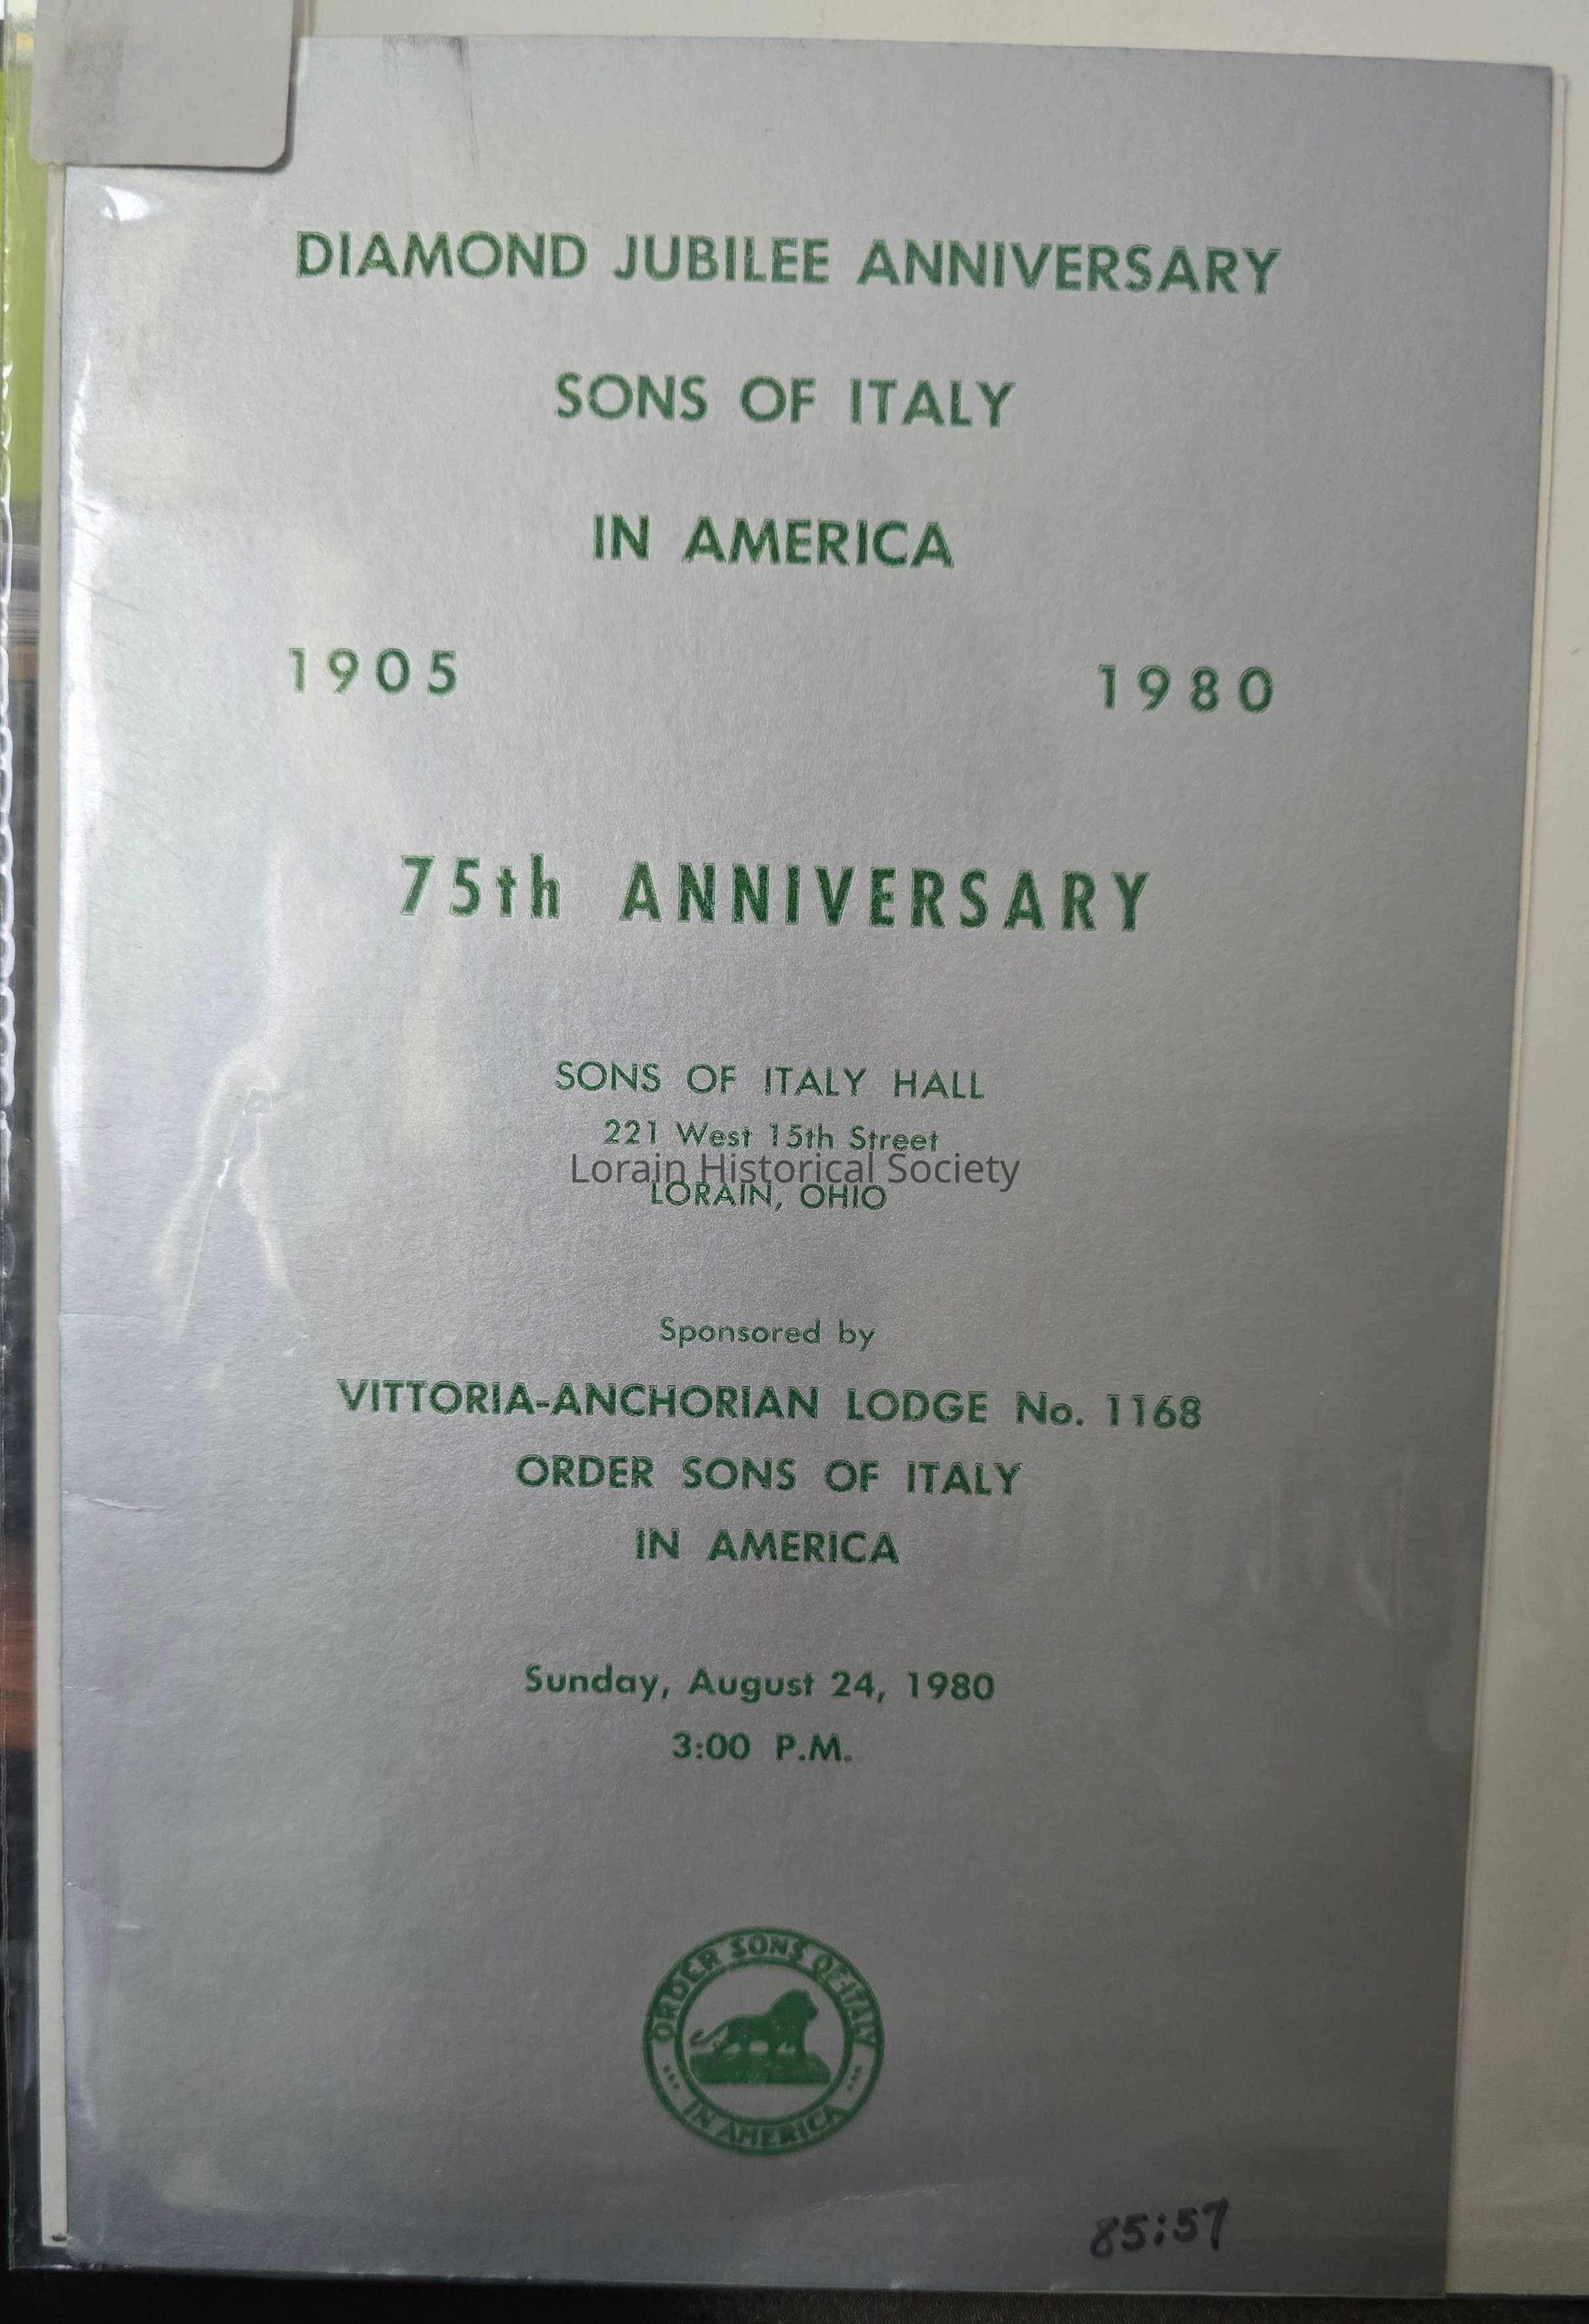 DIAMOND JUBILEE ANNIVERSARY
SONS OF ITALY
IN AMERICA
1905 1980
75th ANNIVERSARY
SONS OF ITALY HALL
221 West 15th Street
Lorain Historical Society
LORAIN, OHIO
Sponsored by
VITTORIA-ANCHORIAN LODGE No. 1168
ORDER SONS OF ITALY
IN AMERICA
Sunday, August 24, 1980
3:00 P.M.
ORDER SONS OF ITALY
IN AMERICA
85:57